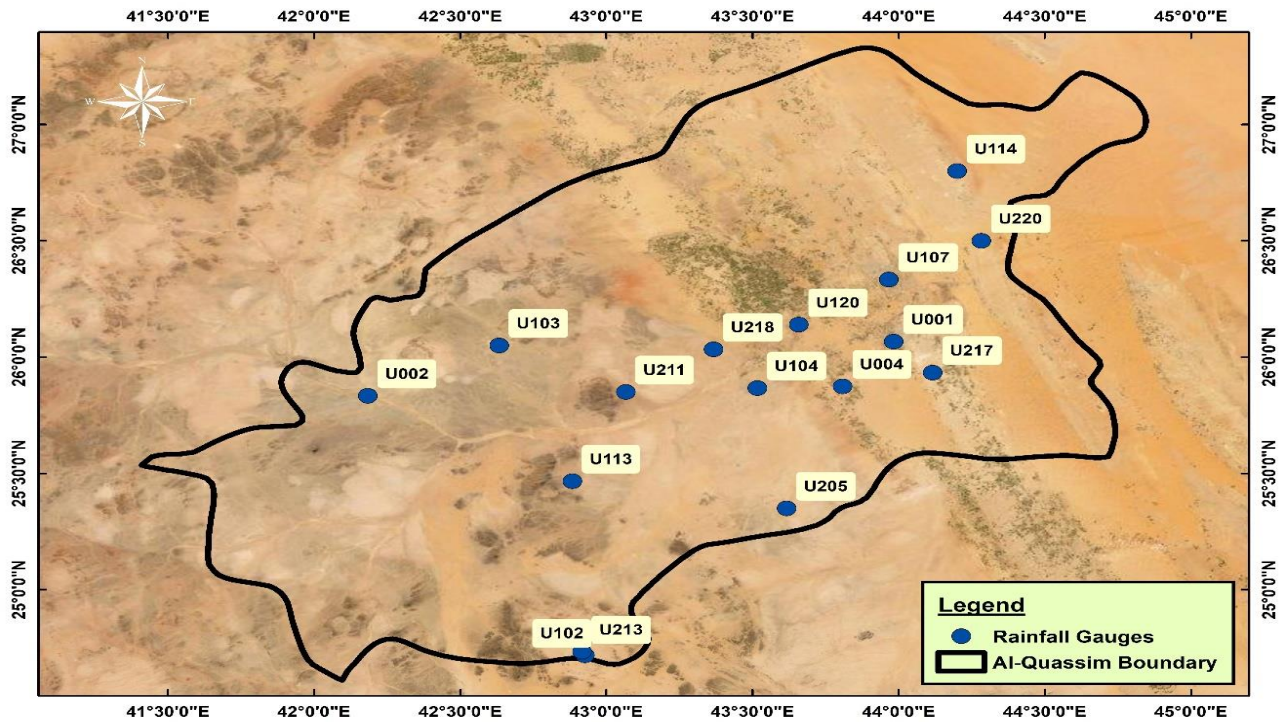 41°30'0"E 42°0'0"E 42°30'0"E 43°0'0"E 43°30'0"E 44°0'0"E 44°30'0"E 45°0'0"E
N
W E
S
27°0'0"N 27°0'0"N
U114
26°30'0"N 26°30'0"N
U220
U107
U120
U103 U218 U001
26°0'0"N 26°0'0"N
U002 U211 U104 U004 U217
25°30'0"N 25°30'0"N
U113
U205
25°0'0"N 25°0'0"N
U102 U213
Legend
Rainfall Gauges
Al-Quassim Boundary
41°30'0"E 42°0'0"E 42°30'0"E 43°0'0"E 43°30'0"E 44°0'0"E 44°30'0"E 45°0'0"E